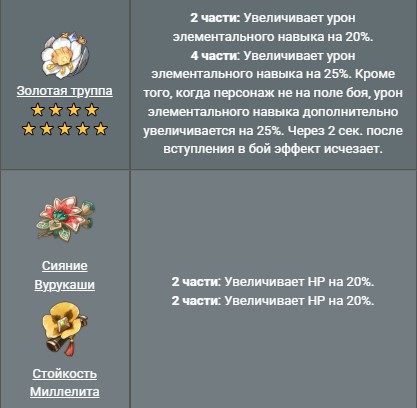 2 части: Увеличивает урон
элементального навыка на 20%.
4 части: Увеличивает урон
элементального навыка на 25%. Кроме
того, когда персонаж не на поле боя, урон
элементального навыка дополнительно
увеличивается на 25%. Через 2 сек. после
вступления в бой эффект исчезает.
Золотая труппа
Сияние
Вурукаши
Стойкость
Миллелита
2 части: Увеличивает HP на 20%.
2 части: Увеличивает HP на 20%.